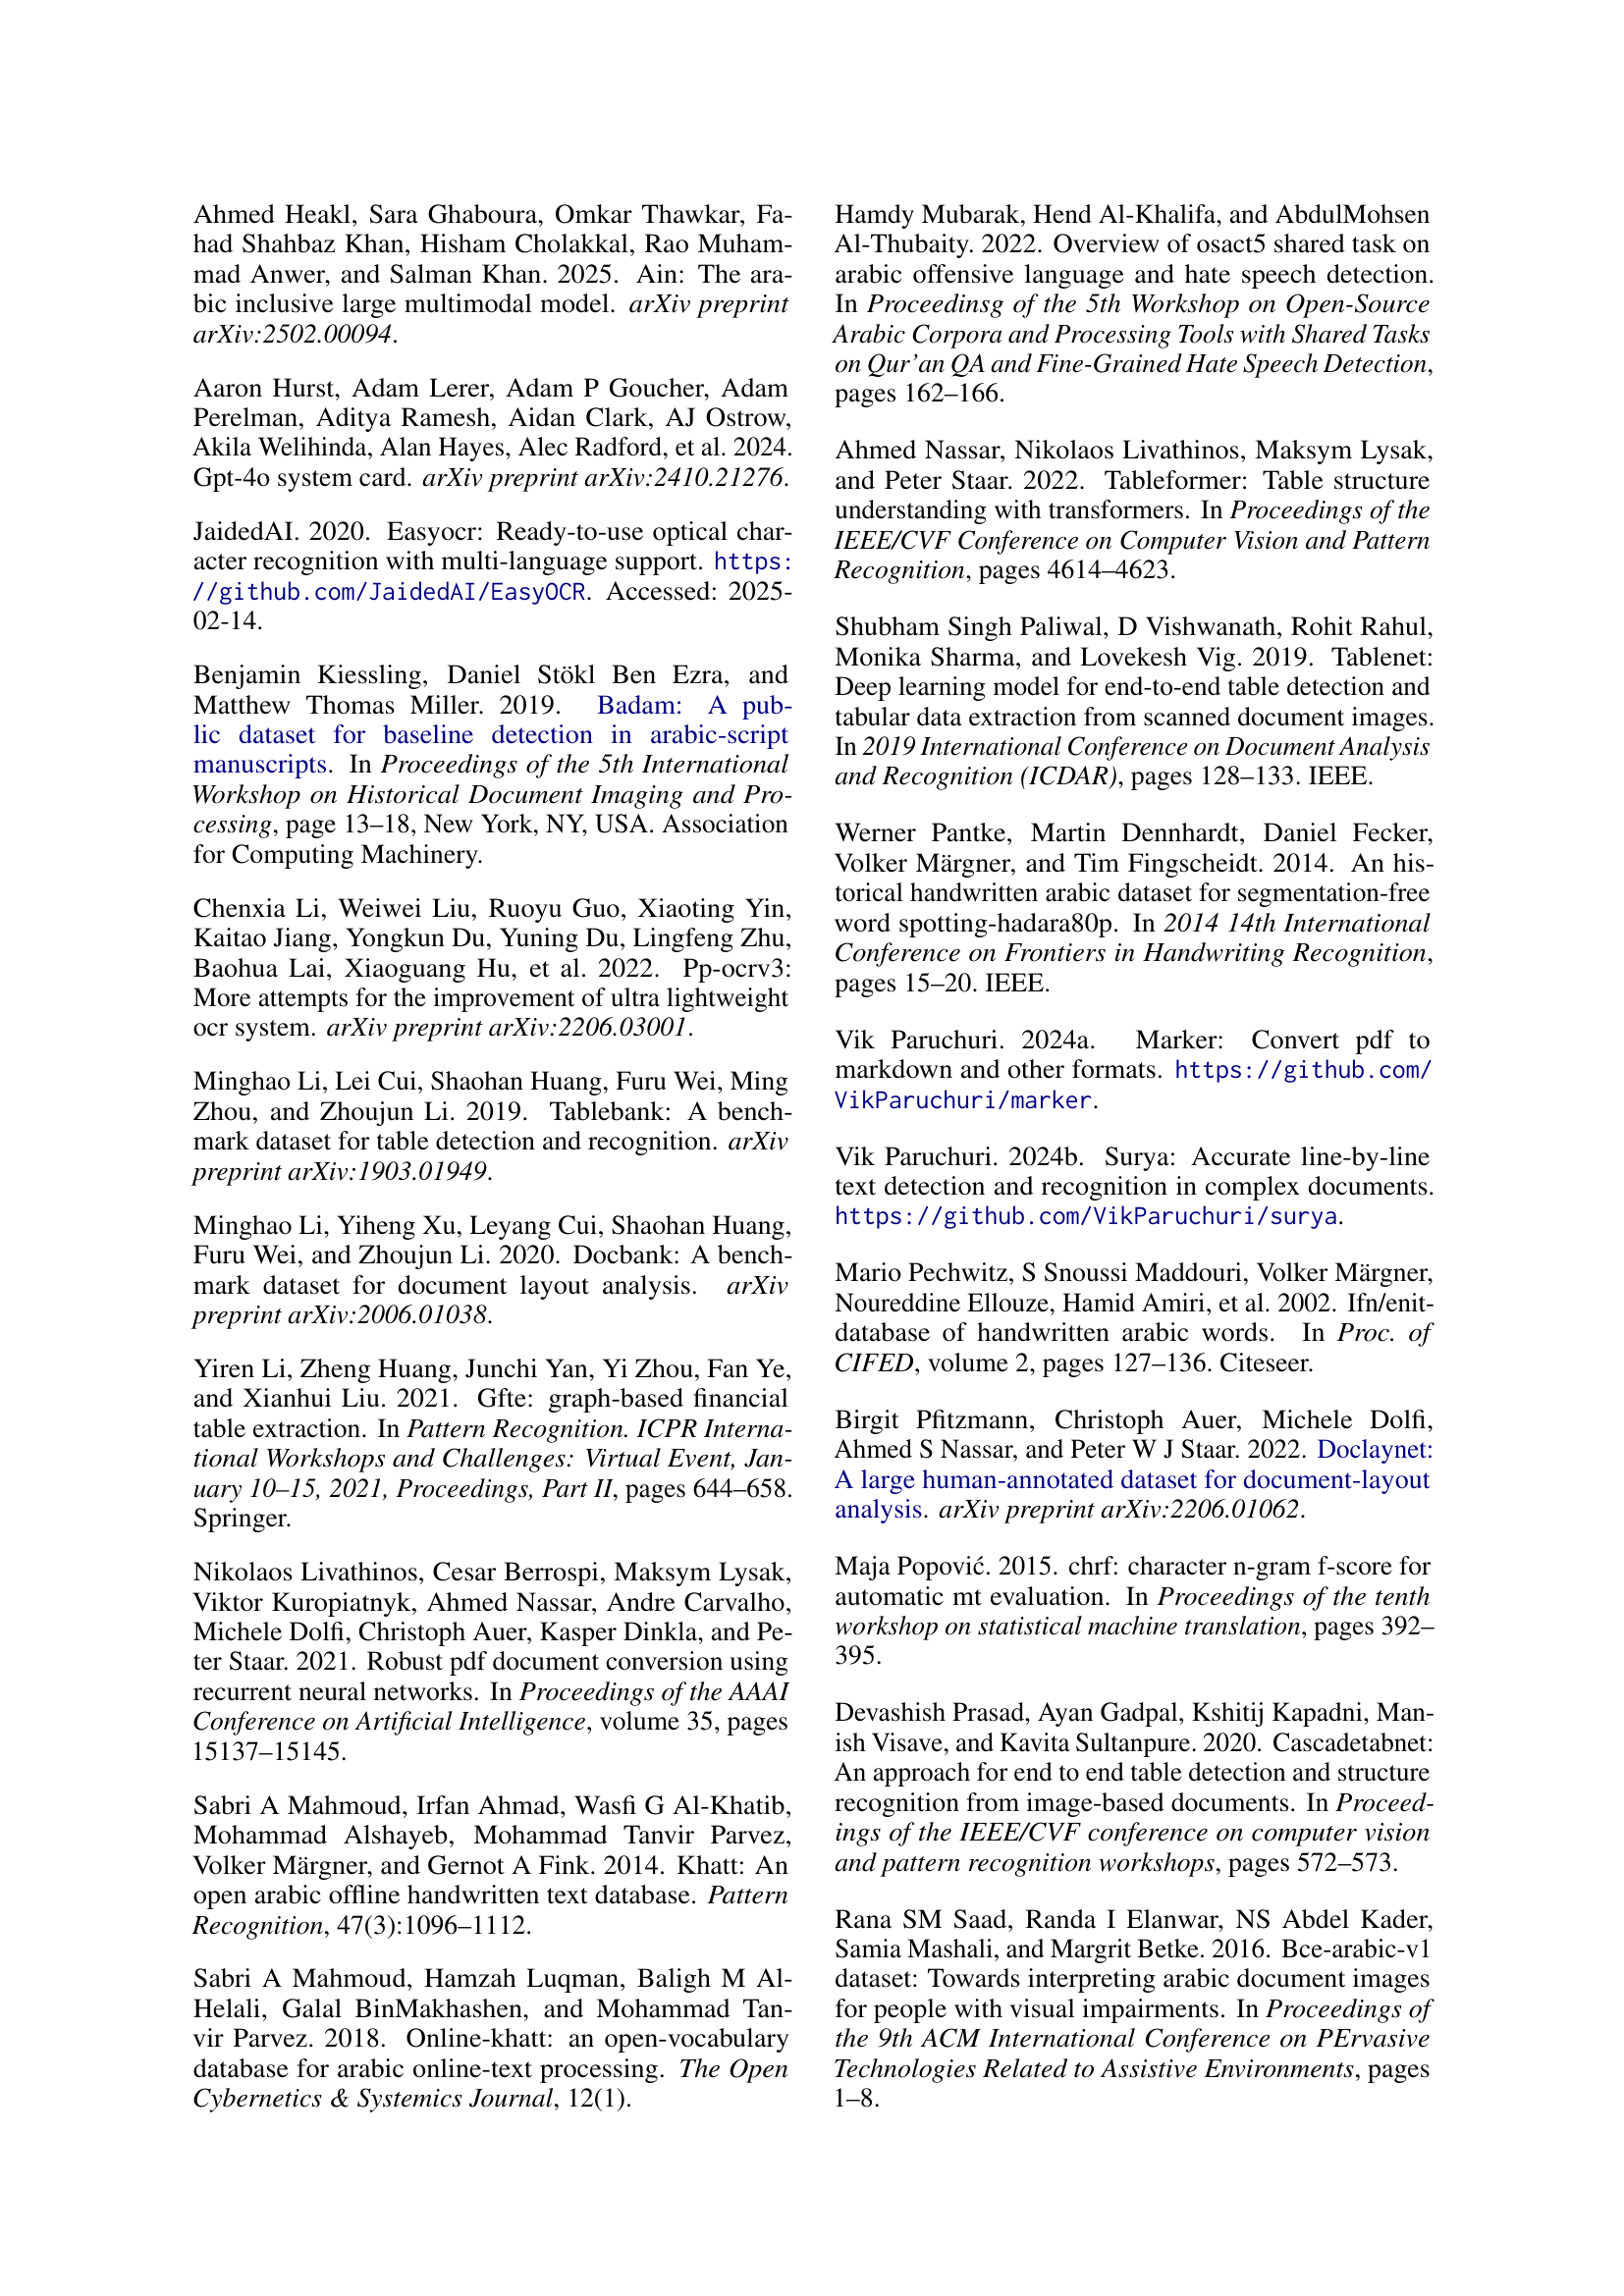 Ahmed Heakl, Sara Ghaboura, Omkar Thawkar, Fa-
had Shahbaz Khan, Hisham Cholakkal, Rao Muham-
mad Anwer, and Salman Khan. 2025. Ain: The ara-
bic inclusive large multimodal model. arXiv preprint
arXiv:2502.00094.
Aaron Hurst, Adam Lerer, Adam P Goucher, Adam
Perelman, Aditya Ramesh, Aidan Clark, AJ Ostrow,
Akila Welihinda, Alan Hayes, Alec Radford, et al. 2024.
Gpt-4o system card. arXiv preprint arXiv:2410.21276.
JaidedAI. 2020. Easyocr: Ready-to-use optical char-
acter recognition with multi-language support. https:
//github.com/JaidedAI/EasyOCR. Accessed: 2025-
02-14.
Benjamin Kiessling, Daniel Stökl Ben Ezra, and
Matthew Thomas Miller. 2019. Badam: A pub-
lic dataset for baseline detection in arabic-script
manuscripts. In Proceedings of the 5th International
Workshop on Historical Document Imaging and Pro-
cessing, page 13–18, New York, NY, USA. Association
for Computing Machinery.
Chenxia Li, Weiwei Liu, Ruoyu Guo, Xiaoting Yin,
Kaitao Jiang, Yongkun Du, Yuning Du, Lingfeng Zhu,
Baohua Lai, Xiaoguang Hu, et al. 2022. Pp-ocrv3:
More attempts for the improvement of ultra lightweight
ocr system. arXiv preprint arXiv:2206.03001.
Minghao Li, Lei Cui, Shaohan Huang, Furu Wei, Ming
Zhou, and Zhoujun Li. 2019. Tablebank: A bench-
mark dataset for table detection and recognition. arXiv
preprint arXiv:1903.01949.
Minghao Li, Yiheng Xu, Leyang Cui, Shaohan Huang,
Furu Wei, and Zhoujun Li. 2020. Docbank: A bench-
mark dataset for document layout analysis. arXiv
preprint arXiv:2006.01038.
Yiren Li, Zheng Huang, Junchi Yan, Yi Zhou, Fan Ye,
and Xianhui Liu. 2021. Gfte: graph-based financial
table extraction. In Pattern Recognition. ICPR Interna-
tional Workshops and Challenges: Virtual Event, Jan-
uary 10–15, 2021, Proceedings, Part II, pages 644–658.
Springer.
Nikolaos Livathinos, Cesar Berrospi, Maksym Lysak,
Viktor Kuropiatnyk, Ahmed Nassar, Andre Carvalho,
Michele Dolfi, Christoph Auer, Kasper Dinkla, and Pe-
ter Staar. 2021. Robust pdf document conversion using
recurrent neural networks. In Proceedings of the AAAI
Conference on Artificial Intelligence, volume 35, pages
15137–15145.
Sabri A Mahmoud, Irfan Ahmad, Wasfi G Al-Khatib,
Mohammad Alshayeb, Mohammad Tanvir Parvez,
Volker Märgner, and Gernot A Fink. 2014. Khatt: An
open arabic offline handwritten text database. Pattern
Recognition, 47(3):1096–1112.
Sabri A Mahmoud, Hamzah Luqman, Baligh M Al-
Helali, Galal BinMakhashen, and Mohammad Tan-
vir Parvez. 2018. Online-khatt: an open-vocabulary
database for arabic online-text processing. The Open
Cybernetics & Systemics Journal, 12(1).
Hamdy Mubarak, Hend Al-Khalifa, and AbdulMohsen
Al-Thubaity. 2022. Overview of osact5 shared task on
arabic offensive language and hate speech detection.
In Proceedinsg of the 5th Workshop on Open-Source
Arabic Corpora and Processing Tools with Shared Tasks
on Qur'an QA and Fine-Grained Hate Speech Detection,
pages 162–166.
Ahmed Nassar, Nikolaos Livathinos, Maksym Lysak,
and Peter Staar. 2022. Tableformer: Table structure
understanding with transformers. In Proceedings of the
IEEE/CVF Conference on Computer Vision and Pattern
Recognition, pages 4614–4623.
Shubham Singh Paliwal, D Vishwanath, Rohit Rahul,
Monika Sharma, and Lovekesh Vig. 2019. Tablenet:
Deep learning model for end-to-end table detection and
tabular data extraction from scanned document images.
In 2019 International Conference on Document Analysis
and Recognition (ICDAR), pages 128–133. IEEE.
Werner Pantke, Martin Dennhardt, Daniel Fecker,
Volker Märgner, and Tim Fingscheidt. 2014. An his-
torical handwritten arabic dataset for segmentation-free
word spotting-hadara80p. In 2014 14th International
Conference on Frontiers in Handwriting Recognition,
pages 15–20. IEEE.
Vik Paruchuri. 2024a. Marker: Convert pdf to
markdown and other formats. https://github.com/
VikParuchuri/marker.
Vik Paruchuri. 2024b. Surya: Accurate line-by-line
text detection and recognition in complex documents.
https://github.com/VikParuchuri/surya.
Mario Pechwitz, S Snoussi Maddouri, Volker Märgner,
Noureddine Ellouze, Hamid Amiri, et al. 2002. Ifn/enit-
database of handwritten arabic words. In Proc. of
CIFED, volume 2, pages 127–136. Citeseer.
Birgit Pfitzmann, Christoph Auer, Michele Dolfi,
Ahmed S Nassar, and Peter W J Staar. 2022. Doclaynet:
A large human-annotated dataset for document-layout
analysis. arXiv preprint arXiv:2206.01062.
Maja Popović. 2015. chrf: character n-gram f-score for
automatic mt evaluation. In Proceedings of the tenth
workshop on statistical machine translation, pages 392–
395.
Devashish Prasad, Ayan Gadpal, Kshitij Kapadni, Man-
ish Visave, and Kavita Sultanpure. 2020. Cascadetabnet:
An approach for end to end table detection and structure
recognition from image-based documents. In Proceed-
ings of the IEEE/CVF conference on computer vision
and pattern recognition workshops, pages 572–573.
Rana SM Saad, Randa I Elanwar, NS Abdel Kader,
Samia Mashali, and Margrit Betke. 2016. Bce-arabic-v1
dataset: Towards interpreting arabic document images
for people with visual impairments. In Proceedings of
the 9th ACM International Conference on PErvasive
Technologies Related to Assistive Environments, pages
1–8.